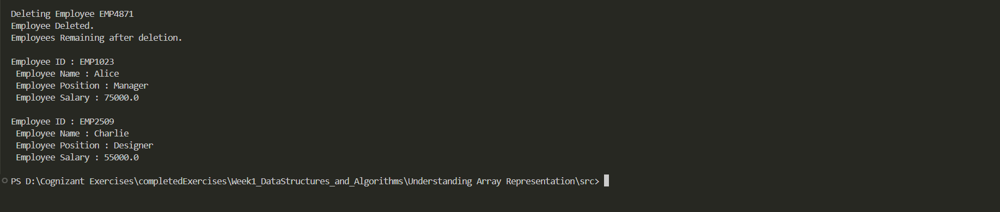 Deleting Employee EMP4871
Employee Deleted.
Employees Remaining after deletion.
Employee ID : EMP1023
Employee Name : Alice
Employee Position : Manager
Employee Salary : 75000.0
Employee ID : EMP2509
Employee Name : Charlie
Employee Position : Designer
Employee Salary : 55000.0
PS D:\Cognizant Exercises\completedExercises\Week1_DataStructures_and_Algorithms\Understanding Array Representation\src>